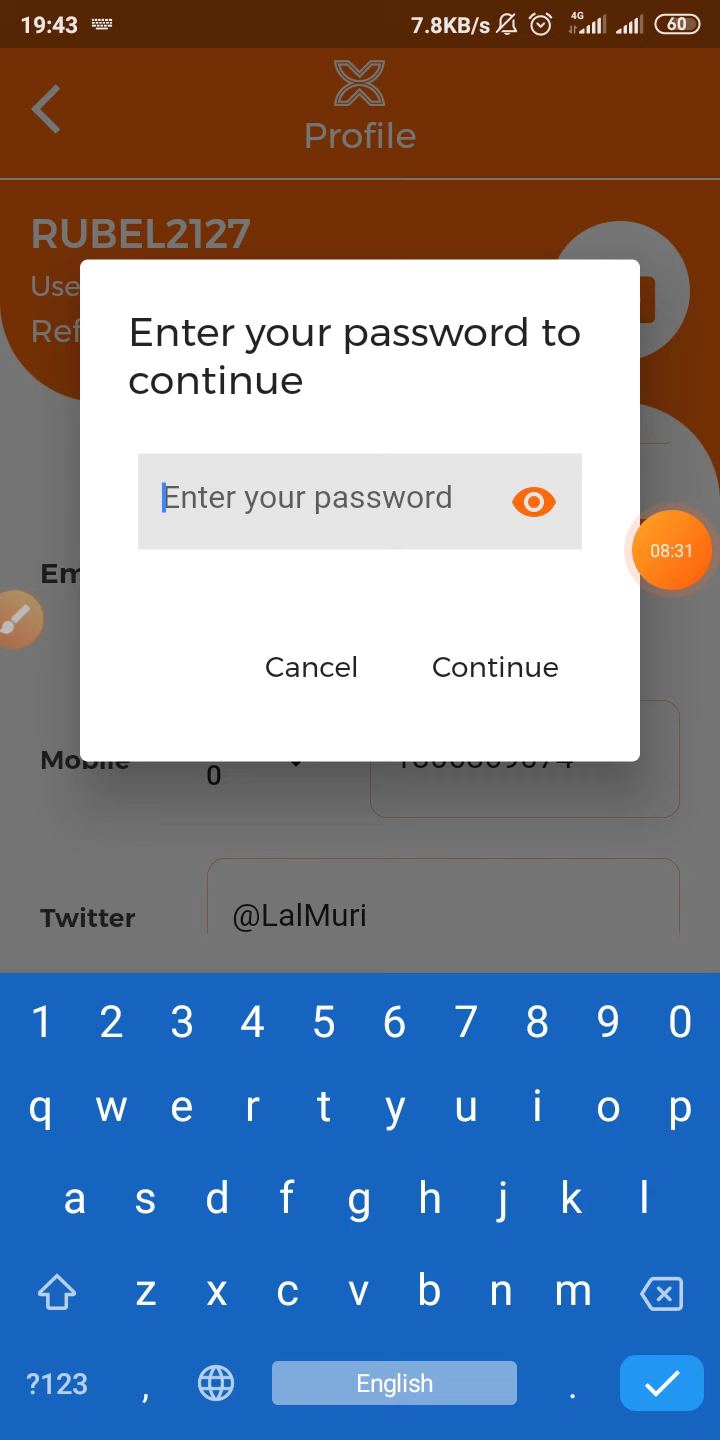 19:43 7.8KB/s 4G 60
Profile
RUBEL2127
Use
Ref
Enter your password to
continue
Enter your password
08:31
Em
Cancel Continue
Mobile
0
Twitter @LalMuri
1 2 3 4 5 6 7 8 9 0
q w e r t y u i o p
a s d f g h j k l
z x c v b n m
?123 , English .